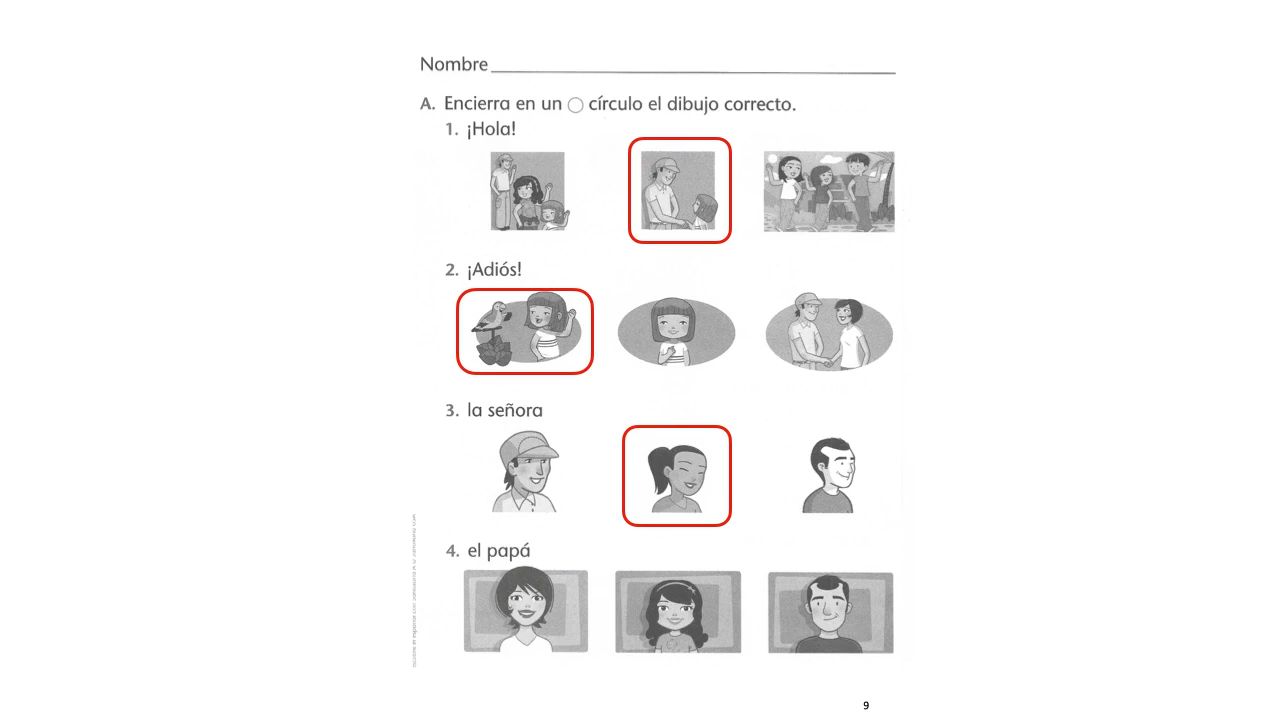 Nombre
A. Encierra en un círculo el dibujo correcto.
1. ¡Hola!
2. ¡Adiós!
3. la señora
4. el papá
9